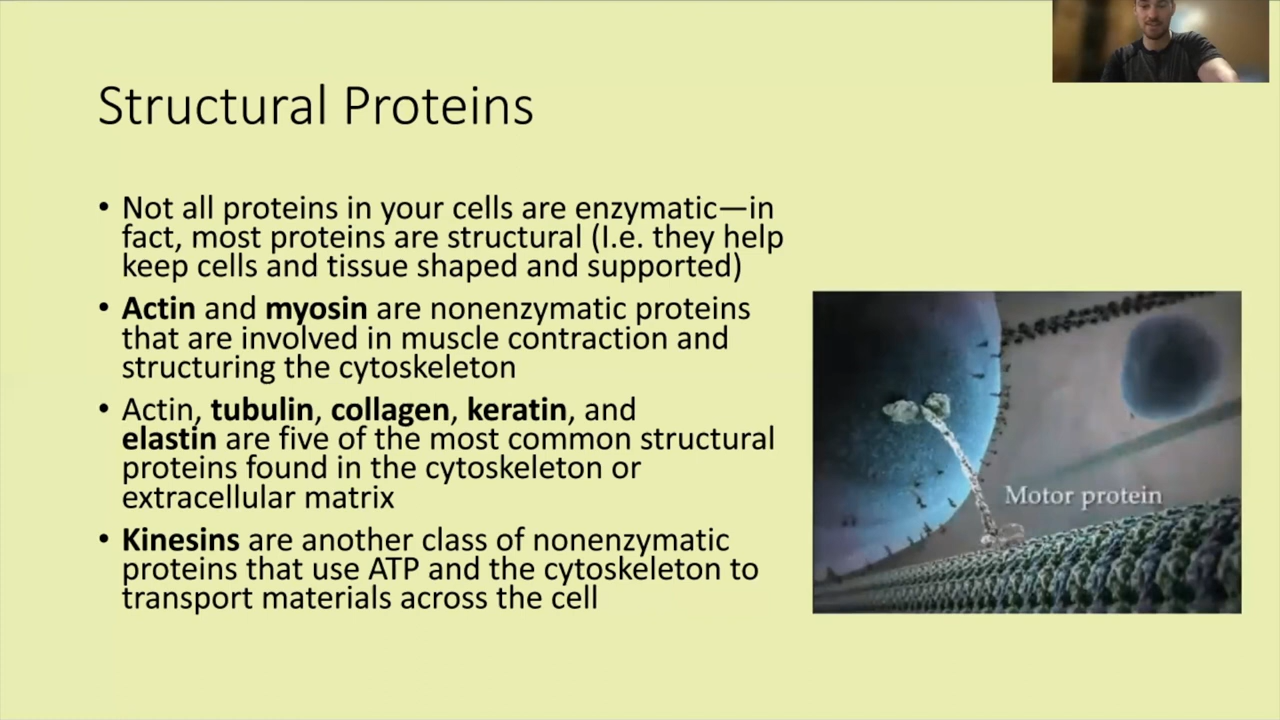 Structural Proteins
• Not all proteins in your cells are enzymatic—in
fact, most proteins are structural (I.e. they help
keep cells and tissue shaped and supported)
• Actin and myosin are nonenzymatic proteins
that are involved in muscle contraction and
structuring the cytoskeleton
• Actin, tubulin, collagen, keratin, and
elastin are five of the most common structural
proteins found in the cytoskeleton or
extracellular matrix
• Kinesins are another class of nonenzymatic
proteins that use ATP and the cytoskeleton to
transport materials across the cell
Motor protein